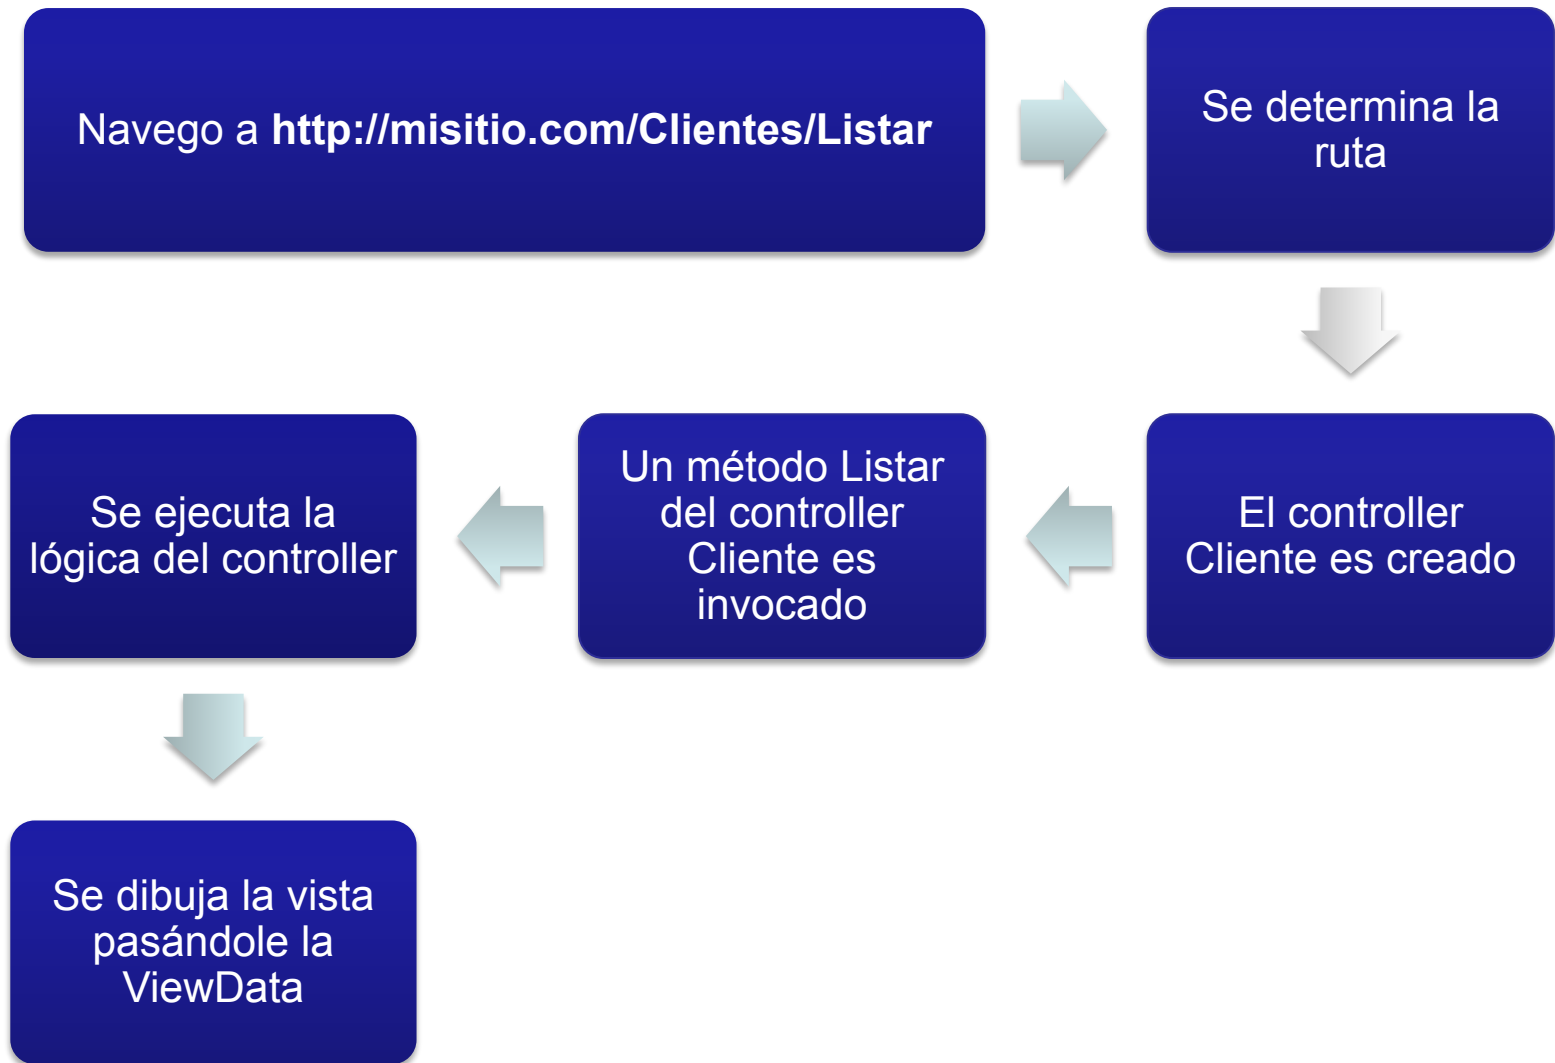 Navego a http://misitio.com/Clientes/Listar
Se determina la
ruta
El controller
Cliente es creado
Un método Listar
del controller
Cliente es
invocado
Se ejecuta la
lógica del controller
Se dibuja la vista
pasándole la
ViewData